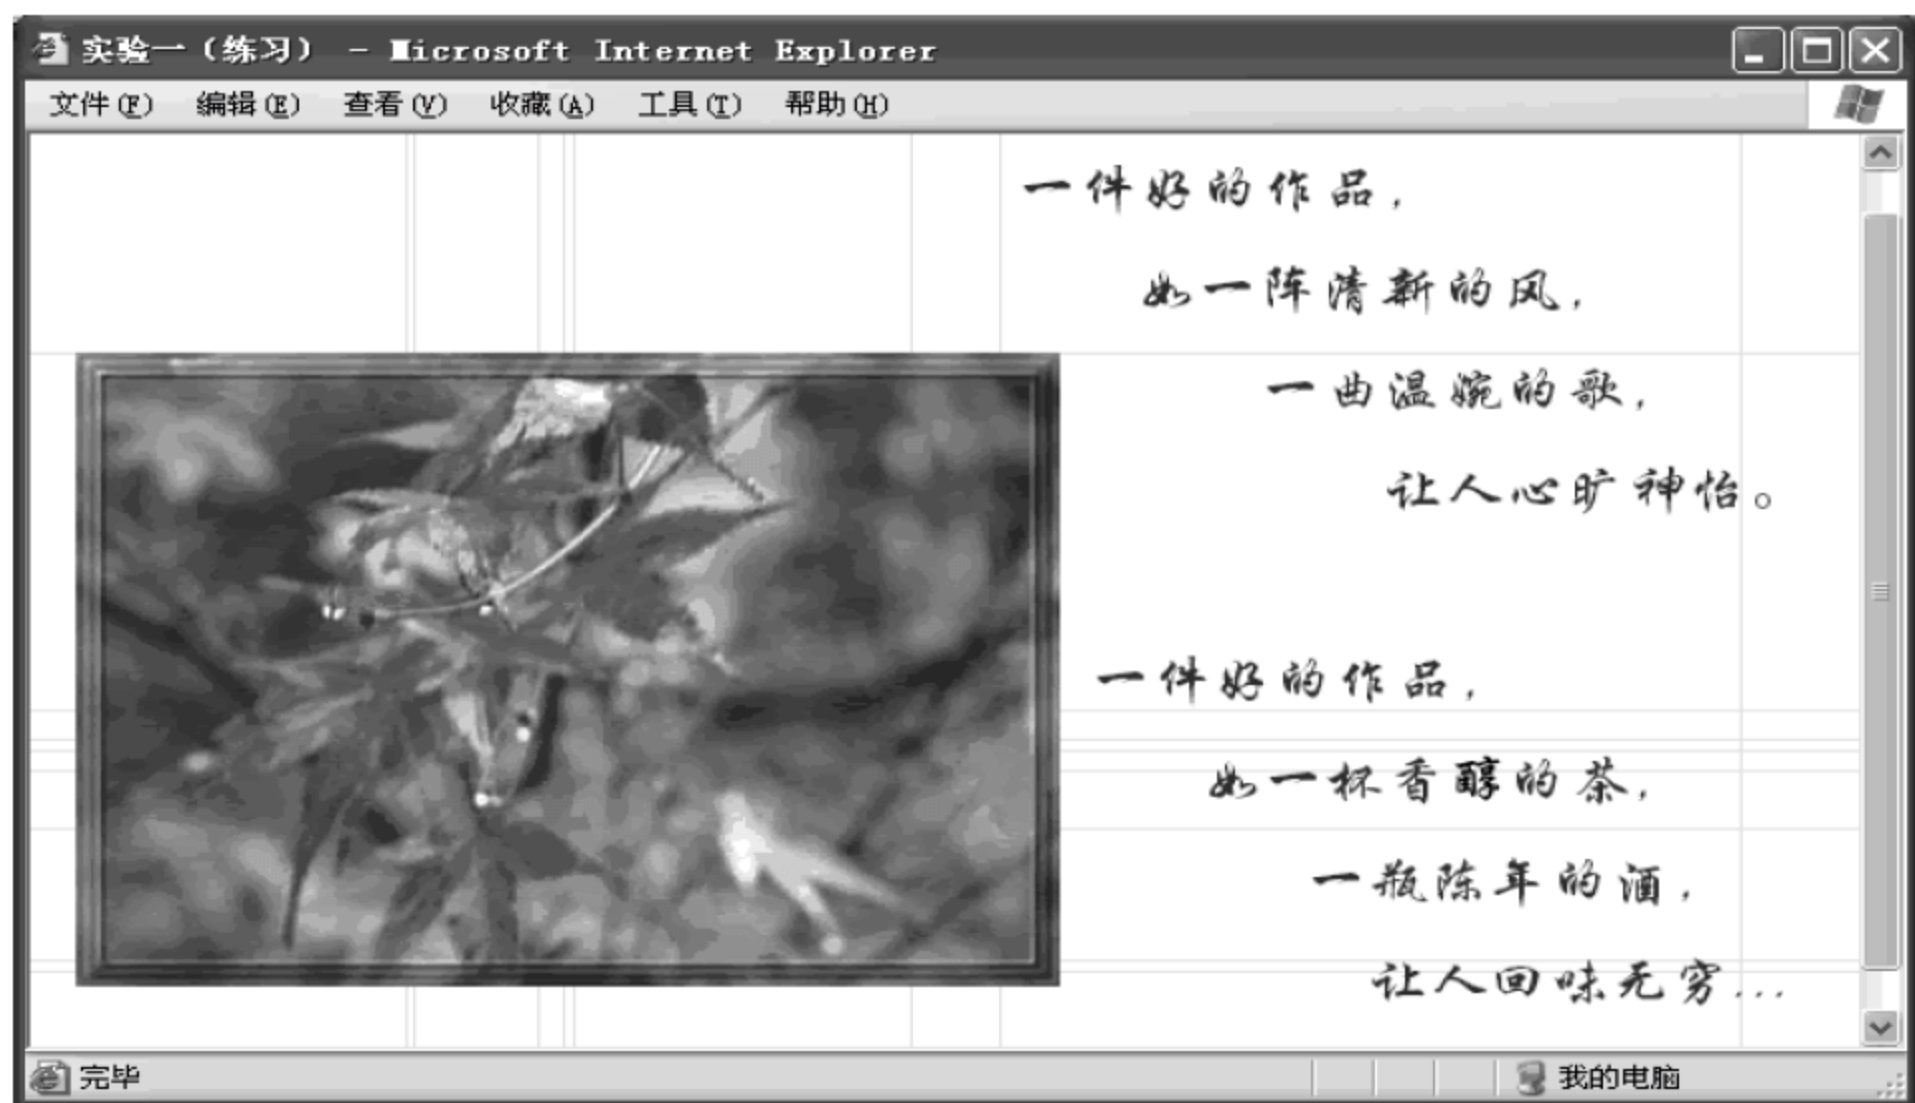 实验一（练习） - Microsoft Internet Explorer
文件(F) 编辑(E) 查看(V) 收藏(A) 工具(T) 帮助(H)
一件好的作品，
如一阵清新的风，
一曲温婉的歌，
让人心旷神怡。
一件好的作品，
如一杯香醇的茶，
一瓶陈年的酒，
让人回味无穷...
完毕
我的电脑